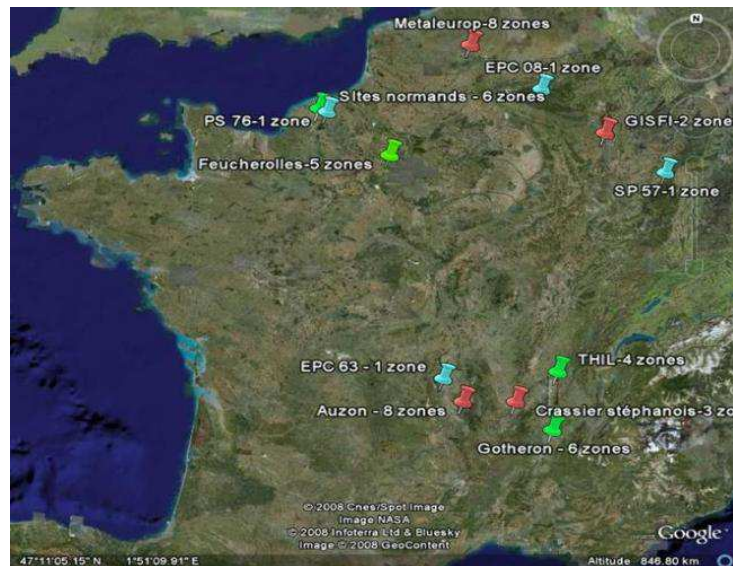 N
Metaleurop-8 zones
EPC 08-1 zone
SItes normands - 6 zones
PS 76-1 zone
GISFI-2 zone
Feucherolles-5 zones
SP 57-1 zone
EPC 63 - 1 zone
THIL-4 zones
Auzon - 8 zones
Crassier stéphanois-3 zo
Gotheron - 6 zones
© 2008 Cnes/Spot Image
Image NASA
© 2008 Infoterra Ltd & Bluesky
Image © 2008 GeoContent
Google
47°11'05.15" N 1°51'09.91" E
Altitude 846.80 km